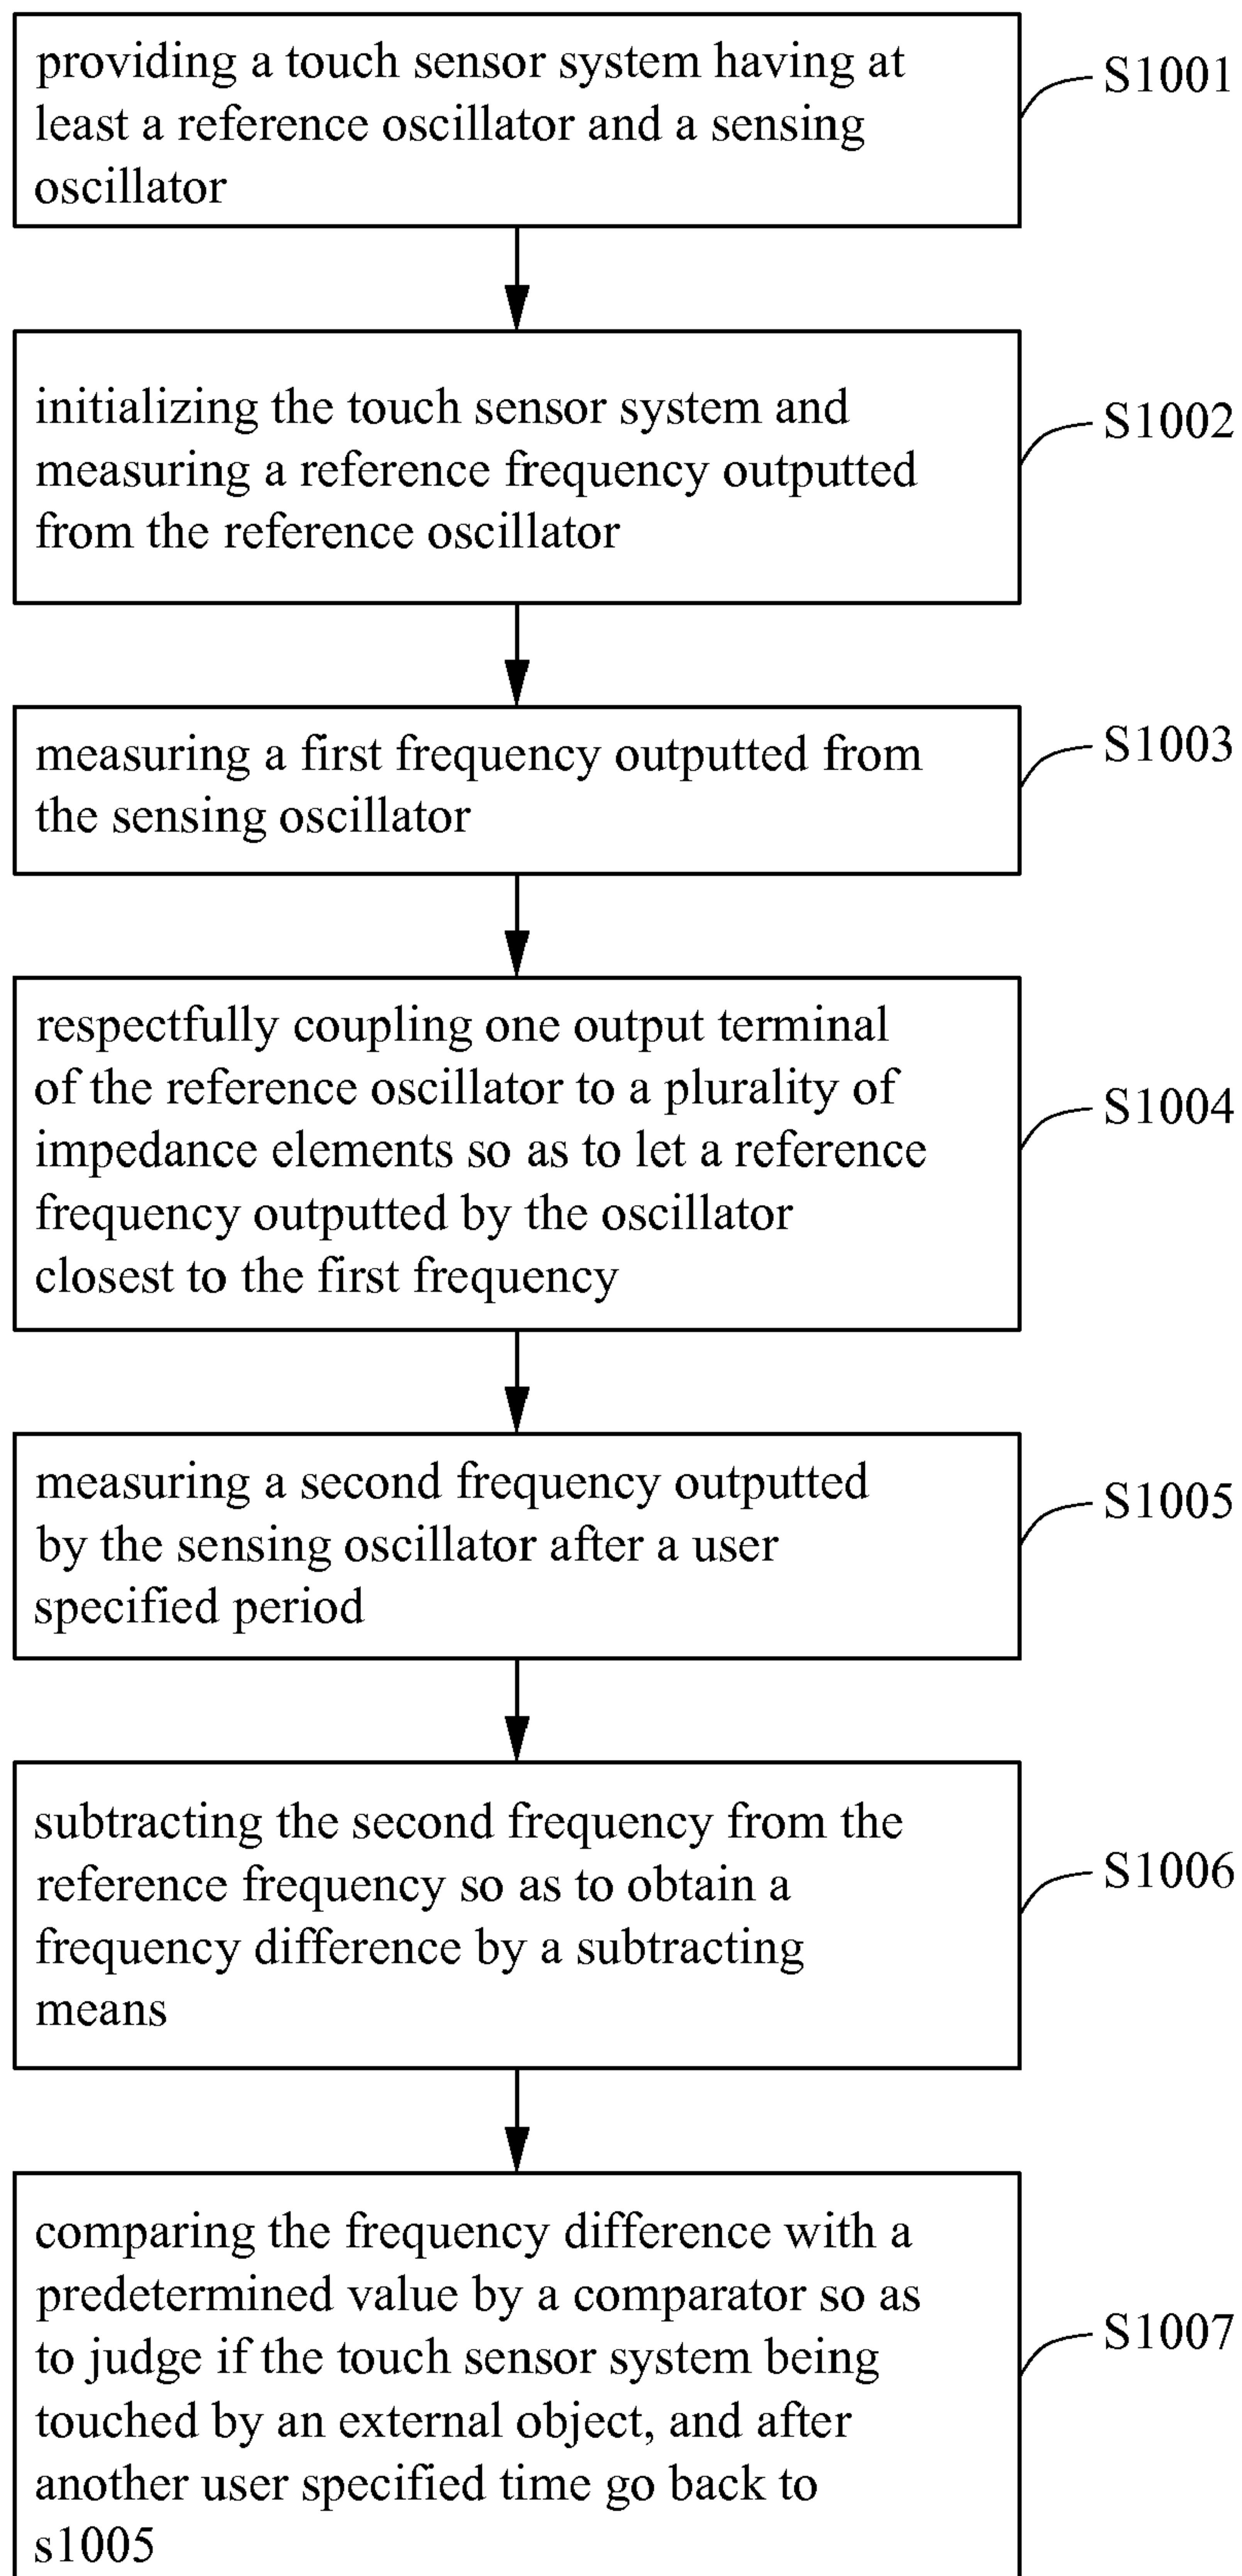 providing a touch sensor system having at
least a reference oscillator and a sensing
oscillator
S1001
initializing the touch sensor system and
measuring a reference frequency outputted
from the reference oscillator
S1002
measuring a first frequency outputted from
the sensing oscillator
S1003
respectfully coupling one output terminal
of the reference oscillator to a plurality of
impedance elements so as to let a reference
frequency outputted by the oscillator
closest to the first frequency
S1004
measuring a second frequency outputted
by the sensing oscillator after a user
specified period
S1005
subtracting the second frequency from the
reference frequency so as to obtain a
frequency difference by a subtracting
means
S1006
comparing the frequency difference with a
predetermined value by a comparator so as
to judge if the touch sensor system being
touched by an external object, and after
another user specified time go back to
s1005
S1007